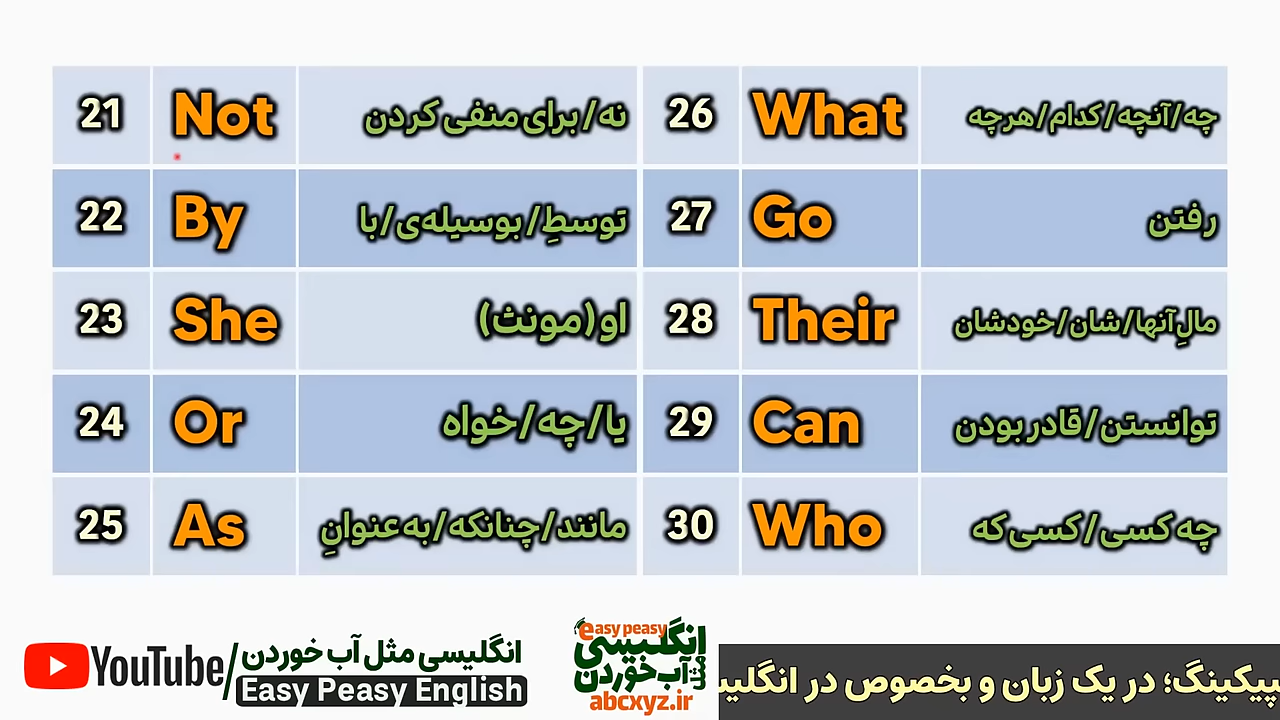 21 Not نه/برای منفی کردن
22 By توسطِ/بوسیله‌ی/با
23 She او(مونث)
24 Or یا/چه/خواه
25 As مانند/چنانکه/به عنوانِ
26 What چه/آنچه/کدام/هرچه
27 Go رفتن
28 Their مالِ آنها/شان/خودشان
29 Can توانستن/قادر بودن
30 Who چه کسی/کسی که
YouTube/انگلیسی مثل آب خوردن
Easy Peasy English
easy peasy
انگلیسی
مثل آب خوردن
abcxyz.ir
در یک زبان و بخصوص در